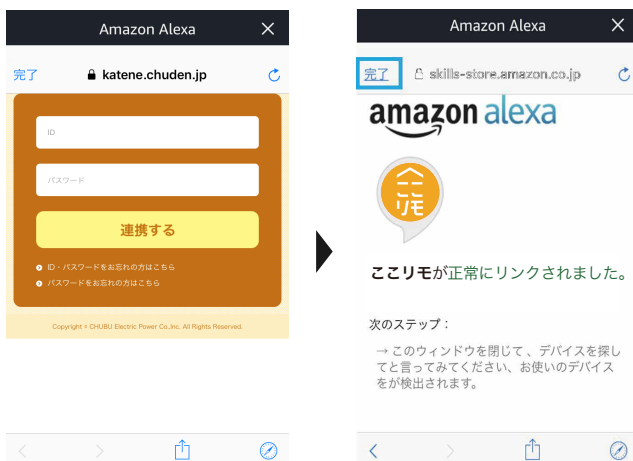 Amazon Alexa
完了
katene.chuden.jp
ID
パスワード
連携する
ID・パスワードをお忘れの方はこちら
パスワードをお忘れの方はこちら
Copyright = CHUBU Electric Power Co.,Inc. All Rights Reserved.
Amazon Alexa
完了
skills-store.amazon.co.jp
amazon alexa
ここリモ
ここリモが正常にリンクされました。
次のステップ：
→ このウィンドウを閉じて 、デバイスを探し
てと言ってみてください、お使いのデバイス
をが検出されます。